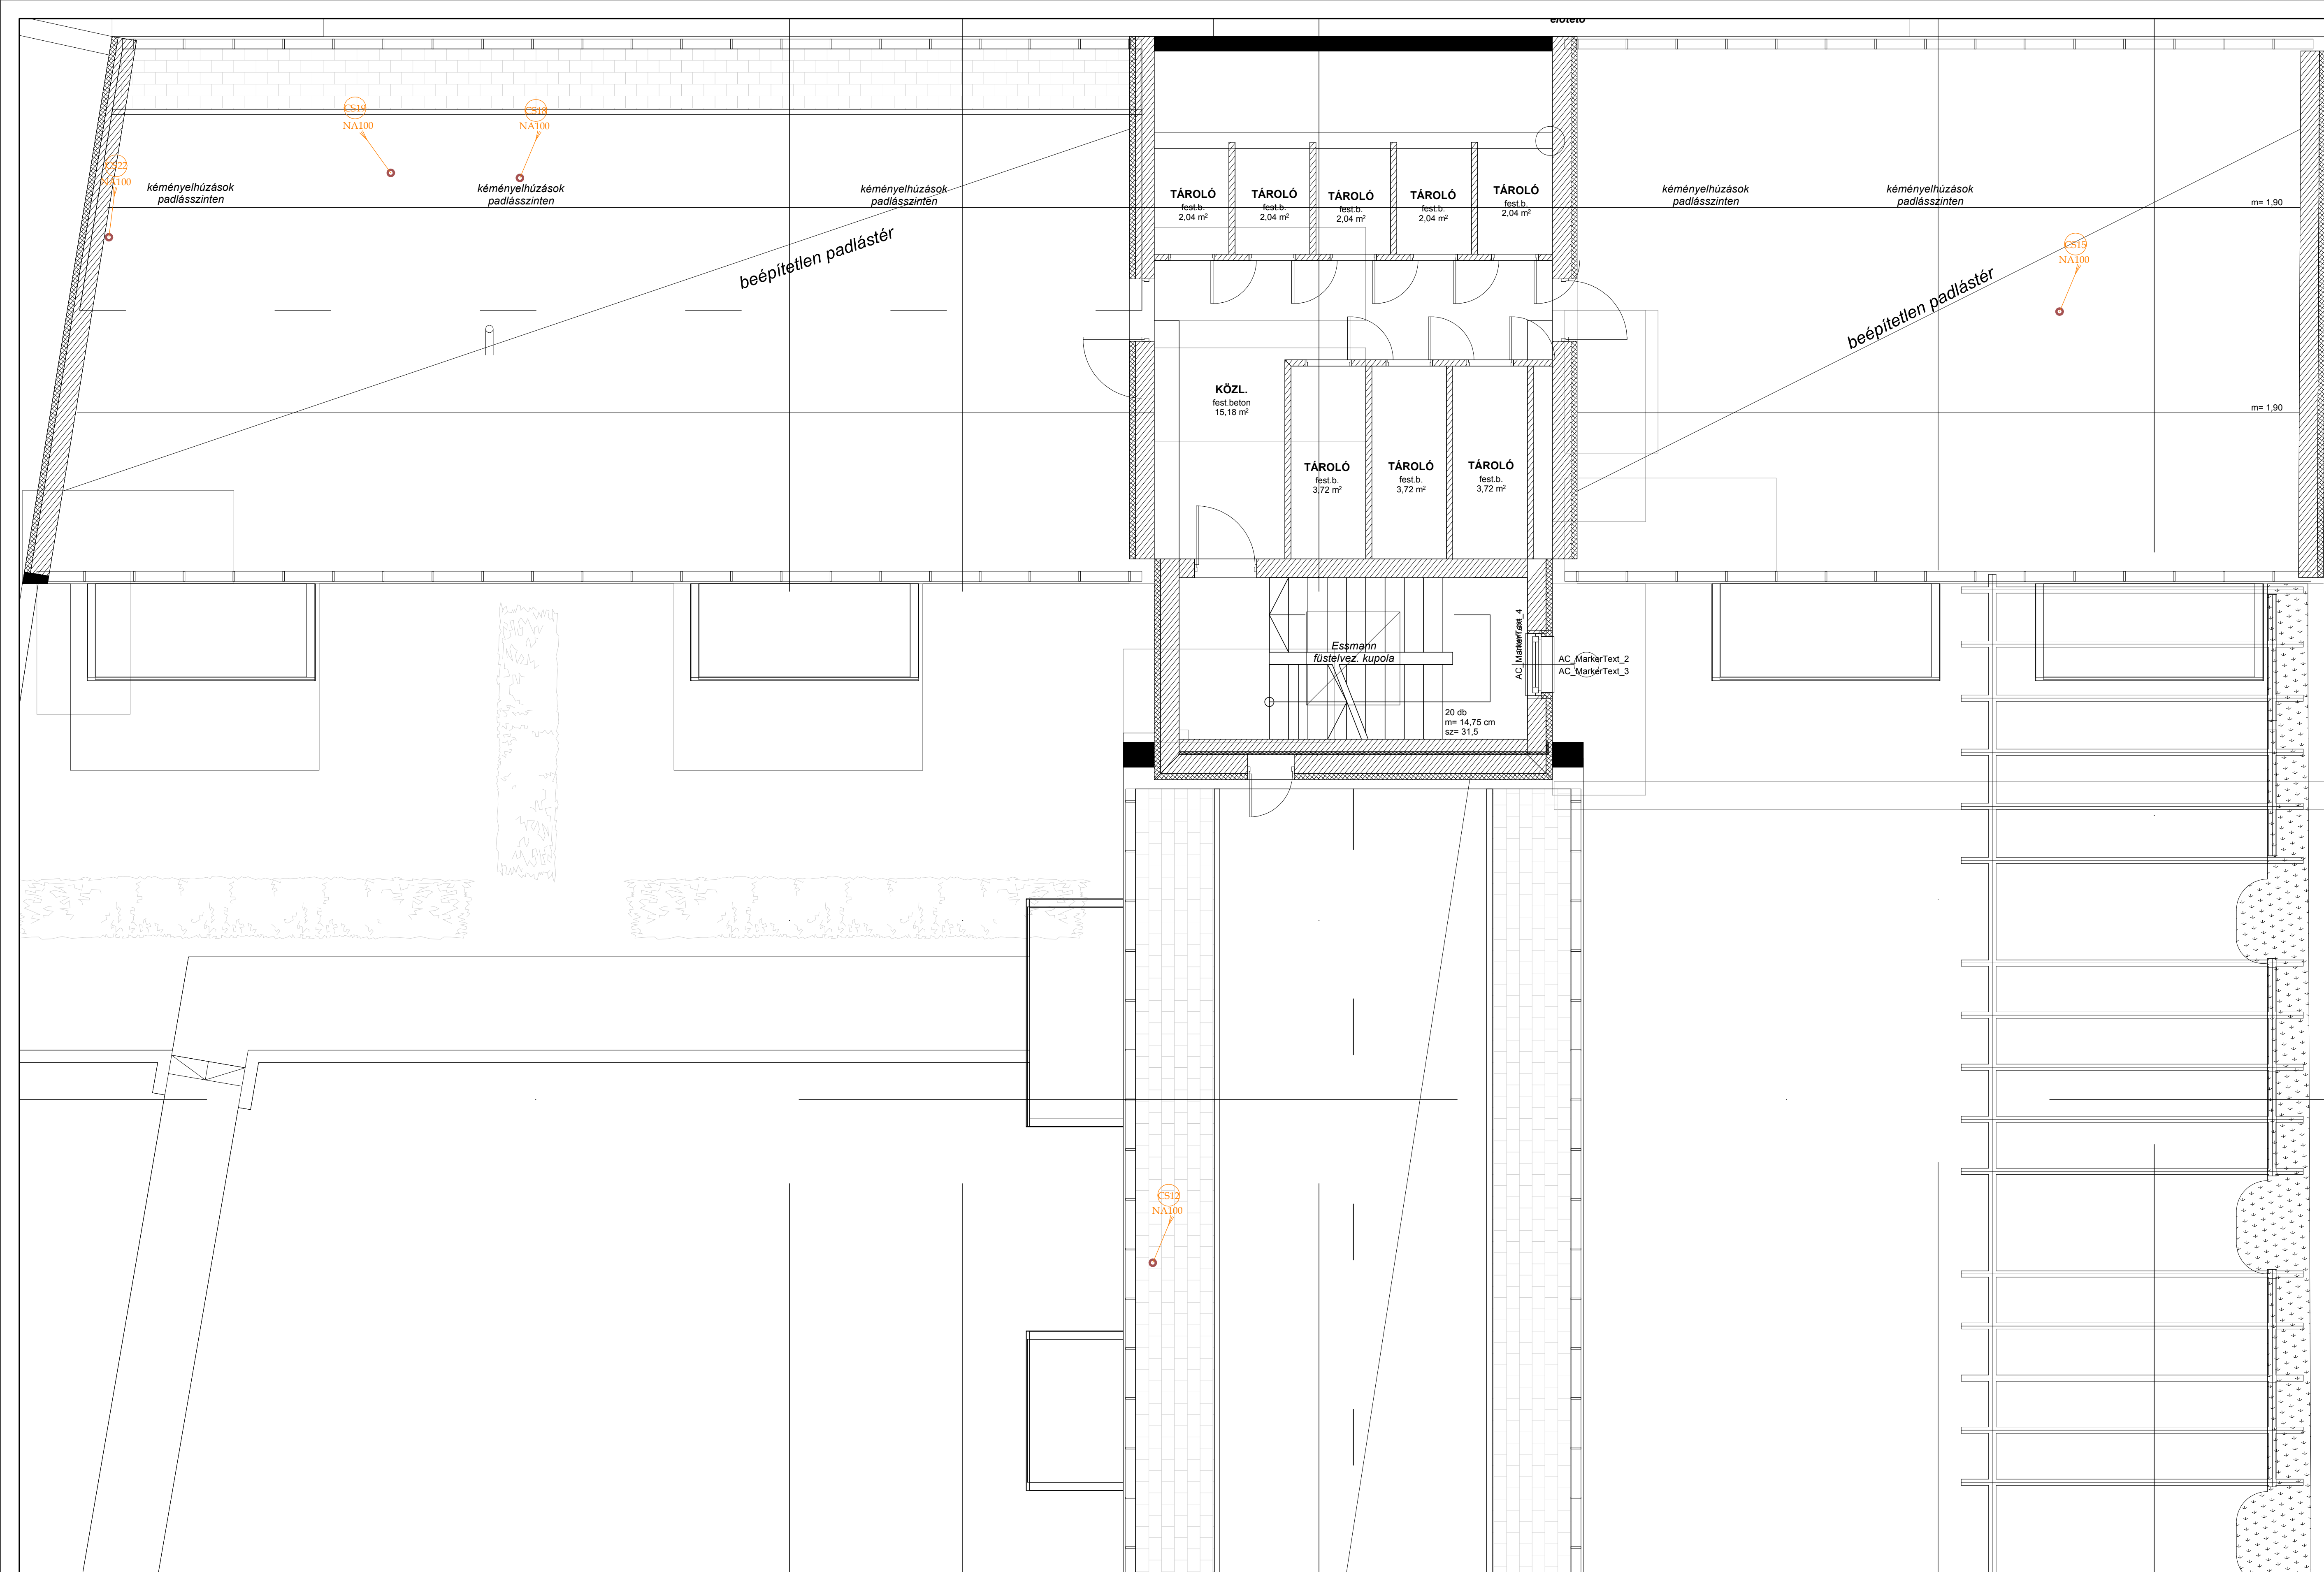 előtető
CS19
NA100
CS18
NA100
CS22
NA100
kéményelhúzások
padlásszinten
kéményelhúzások
padlásszinten
kéményelhúzások
padlásszinten
beépítetlen padlástér
TÁROLÓ
fest.b.
2,04 m²
TÁROLÓ
fest.b.
2,04 m²
TÁROLÓ
fest.b.
2,04 m²
TÁROLÓ
fest.b.
2,04 m²
TÁROLÓ
fest.b.
2,04 m²
kéményelhúzások
padlásszinten
kéményelhúzások
padlásszinten
m= 1,90
CS15
NA100
beépítetlen padlástér
m= 1,90
KÖZL.
fest.beton
15,18 m²
TÁROLÓ
fest.b.
3,72 m²
TÁROLÓ
fest.b.
3,72 m²
TÁROLÓ
fest.b.
3,72 m²
Essmann
füstelvez. kupola
AC_MarkerText_4
AC_MarkerText_2
AC_MarkerText_3
20 db
m= 14,75 cm
sz= 31,5
CS12
NA100